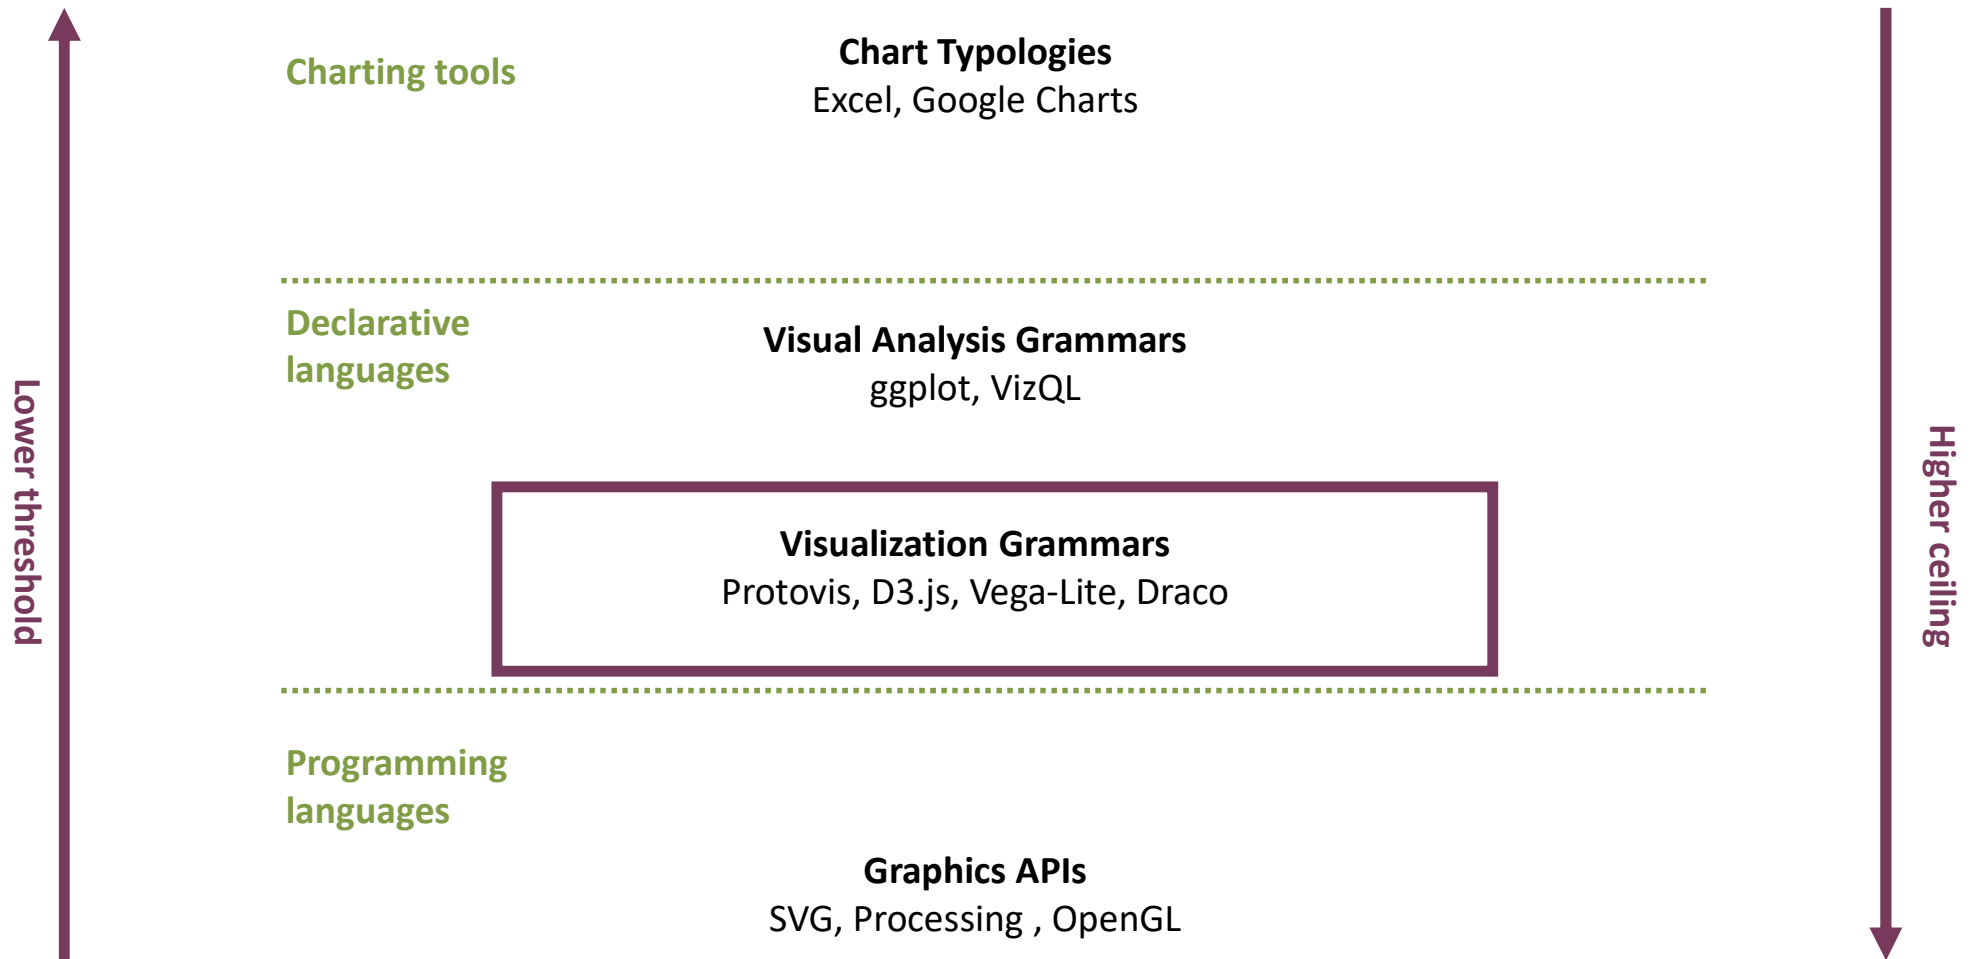 Charting tools
Chart Typologies
Excel, Google Charts
Declarative
languages
Visual Analysis Grammars
ggplot, VizQL
Lower threshold
Higher ceiling
Visualization Grammars
Protovis, D3.js, Vega-Lite, Draco
Programming
languages
Graphics APIs
SVG, Processing , OpenGL